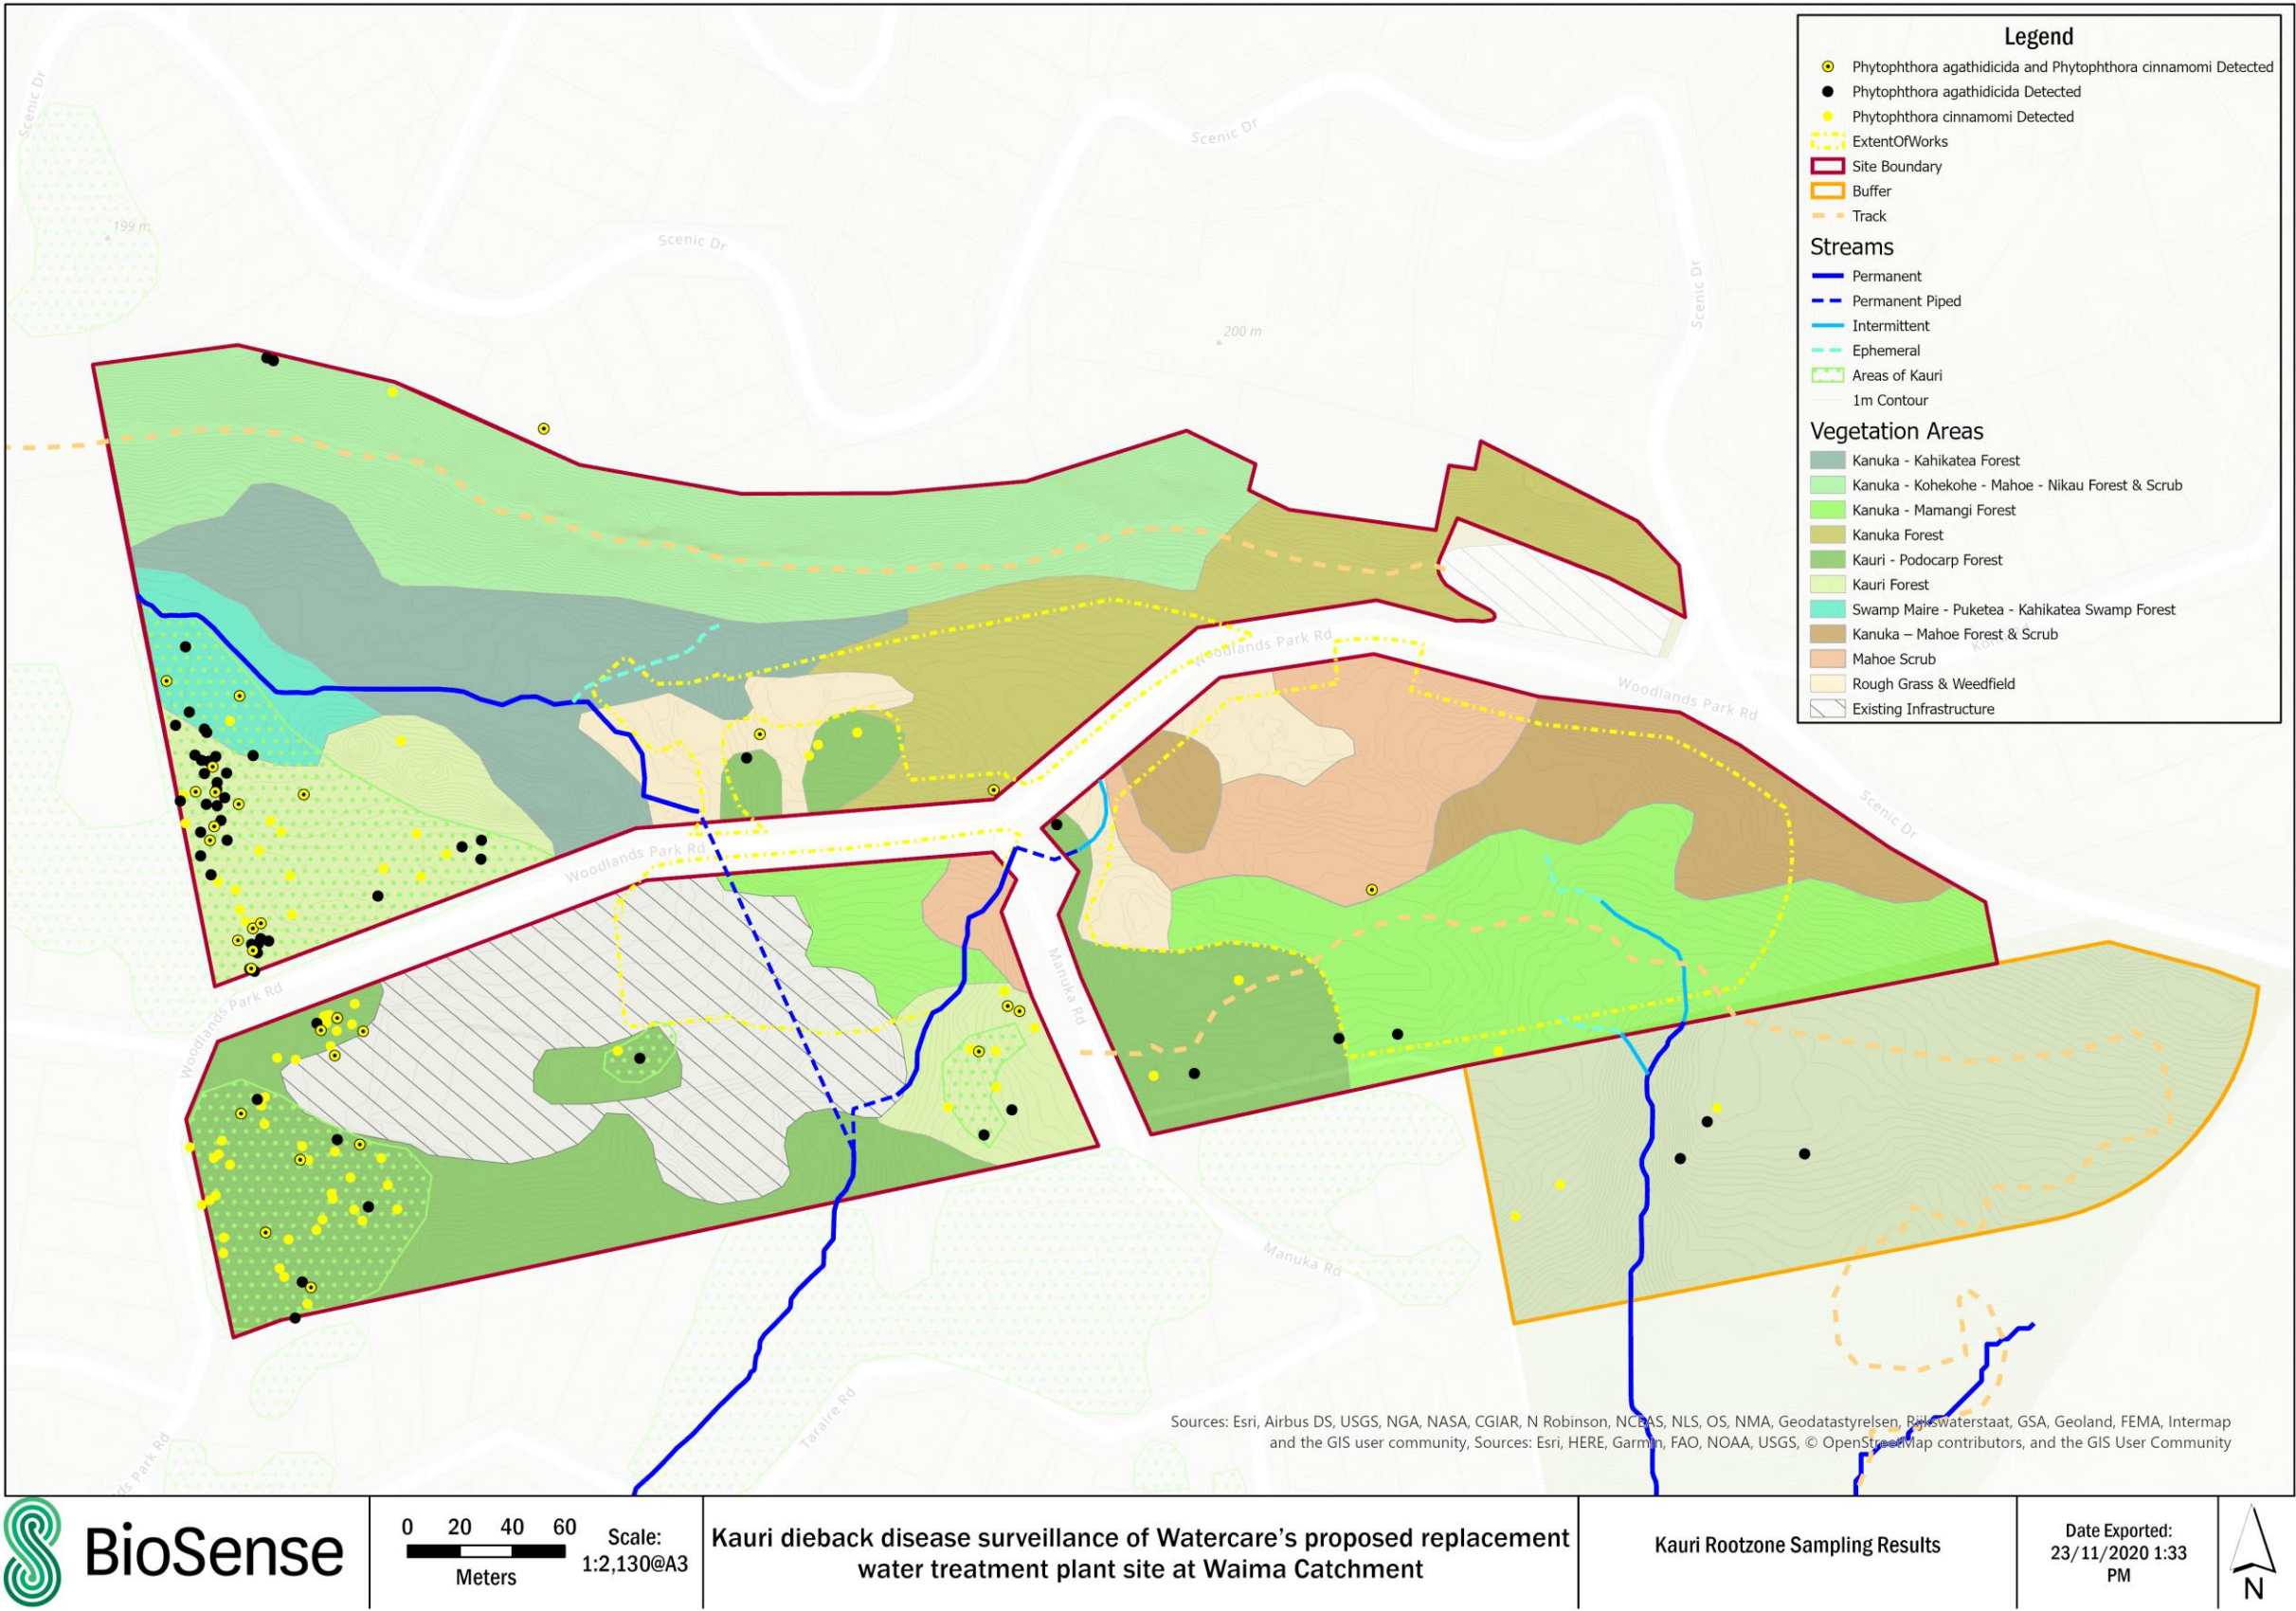 Legend
Phytophthora agathidicida and Phytophthora cinnamomi Detected
Phytophthora agathidicida Detected
Phytophthora cinnamomi Detected
ExtentOfWorks
Site Boundary
Buffer
Track
Streams
Permanent
Permanent Piped
Intermittent
Ephemeral
Areas of Kauri
1m Contour
Vegetation Areas
Kanuka - Kahikatea Forest
Kanuka - Kohekohe - Mahoe - Nikau Forest & Scrub
Kanuka - Mamangi Forest
Kanuka Forest
Kauri - Podocarp Forest
Kauri Forest
Swamp Maire - Puketea - Kahikatea Swamp Forest
Kanuka – Mahoe Forest & Scrub
Mahoe Scrub
Rough Grass & Weedfield
Existing Infrastructure
Scenic Dr
Scenic Dr
199 m
Scenic Dr
Scenic Dr
200 m
Woodlands Park Rd
Woodlands Park Rd
Scenic Dr
Woodlands Park Rd
Manuka Rd
Woodlands Park Rd
Manuka Rd
Taraire Rd
ds Park Rd
Sources: Esri, Airbus DS, USGS, NGA, NASA, CGIAR, N Robinson, NCEAS, NLS, OS, NMA, Geodatastyrelsen, Rijkswaterstaat, GSA, Geoland, FEMA, Intermap
and the GIS user community, Sources: Esri, HERE, Garmin, FAO, NOAA, USGS, © OpenStreetMap contributors, and the GIS User Community
BioSense
0 20 40 60
Meters
Scale:
1:2,130@A3
Kauri dieback disease surveillance of Watercare's proposed replacement
water treatment plant site at Waima Catchment
Kauri Rootzone Sampling Results
Date Exported:
23/11/2020 1:33
PM
N